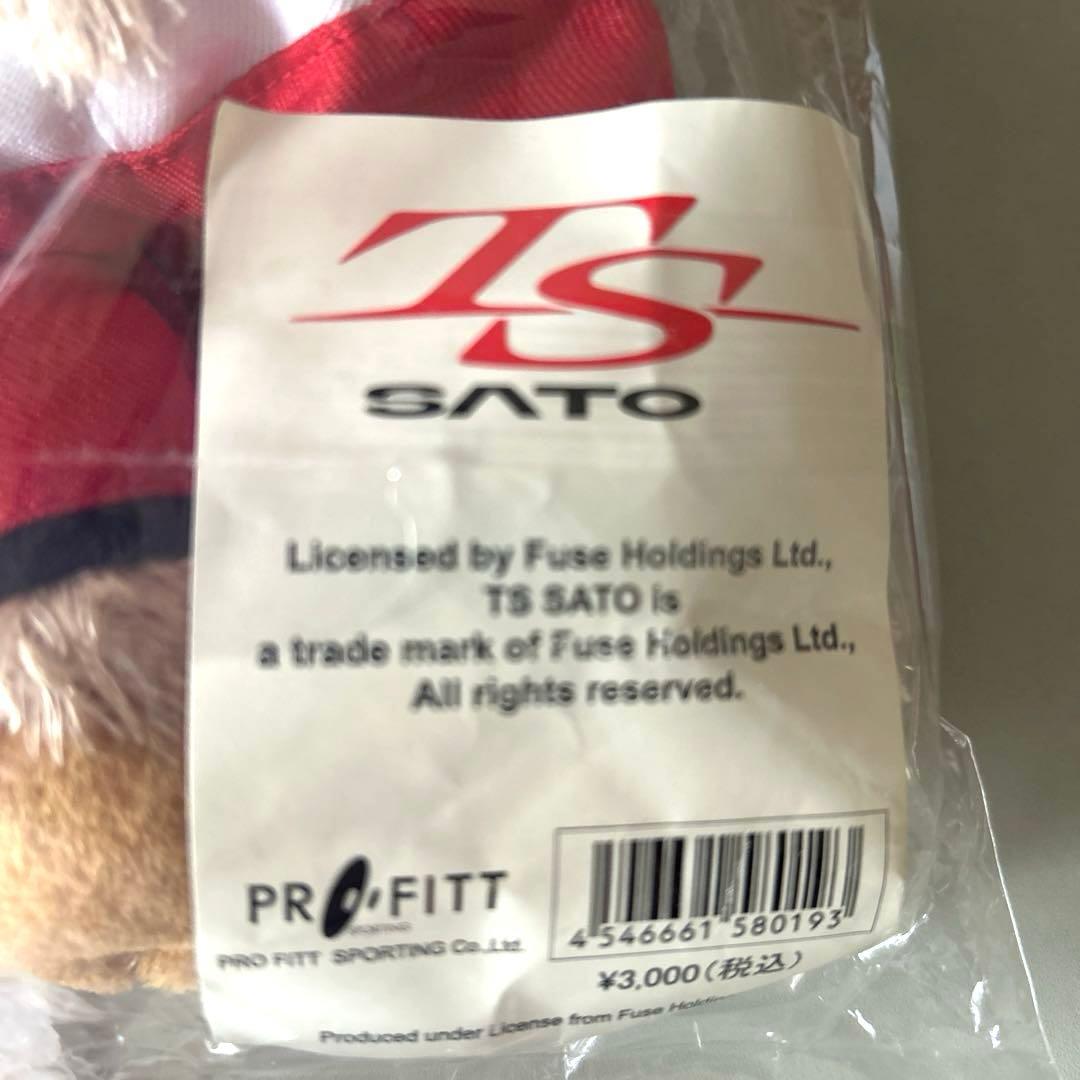 TS
SATO
Licensed by Fuse Holdings Ltd.,
TS SATO is
a trade mark of Fuse Holdings Ltd.,
All rights reserved.
PRO FITT
SPORTING
PRO FITT SPORTING Co.,Ltd.
4 546661 580193
¥3,000(税込)
Produced under License from Fuse